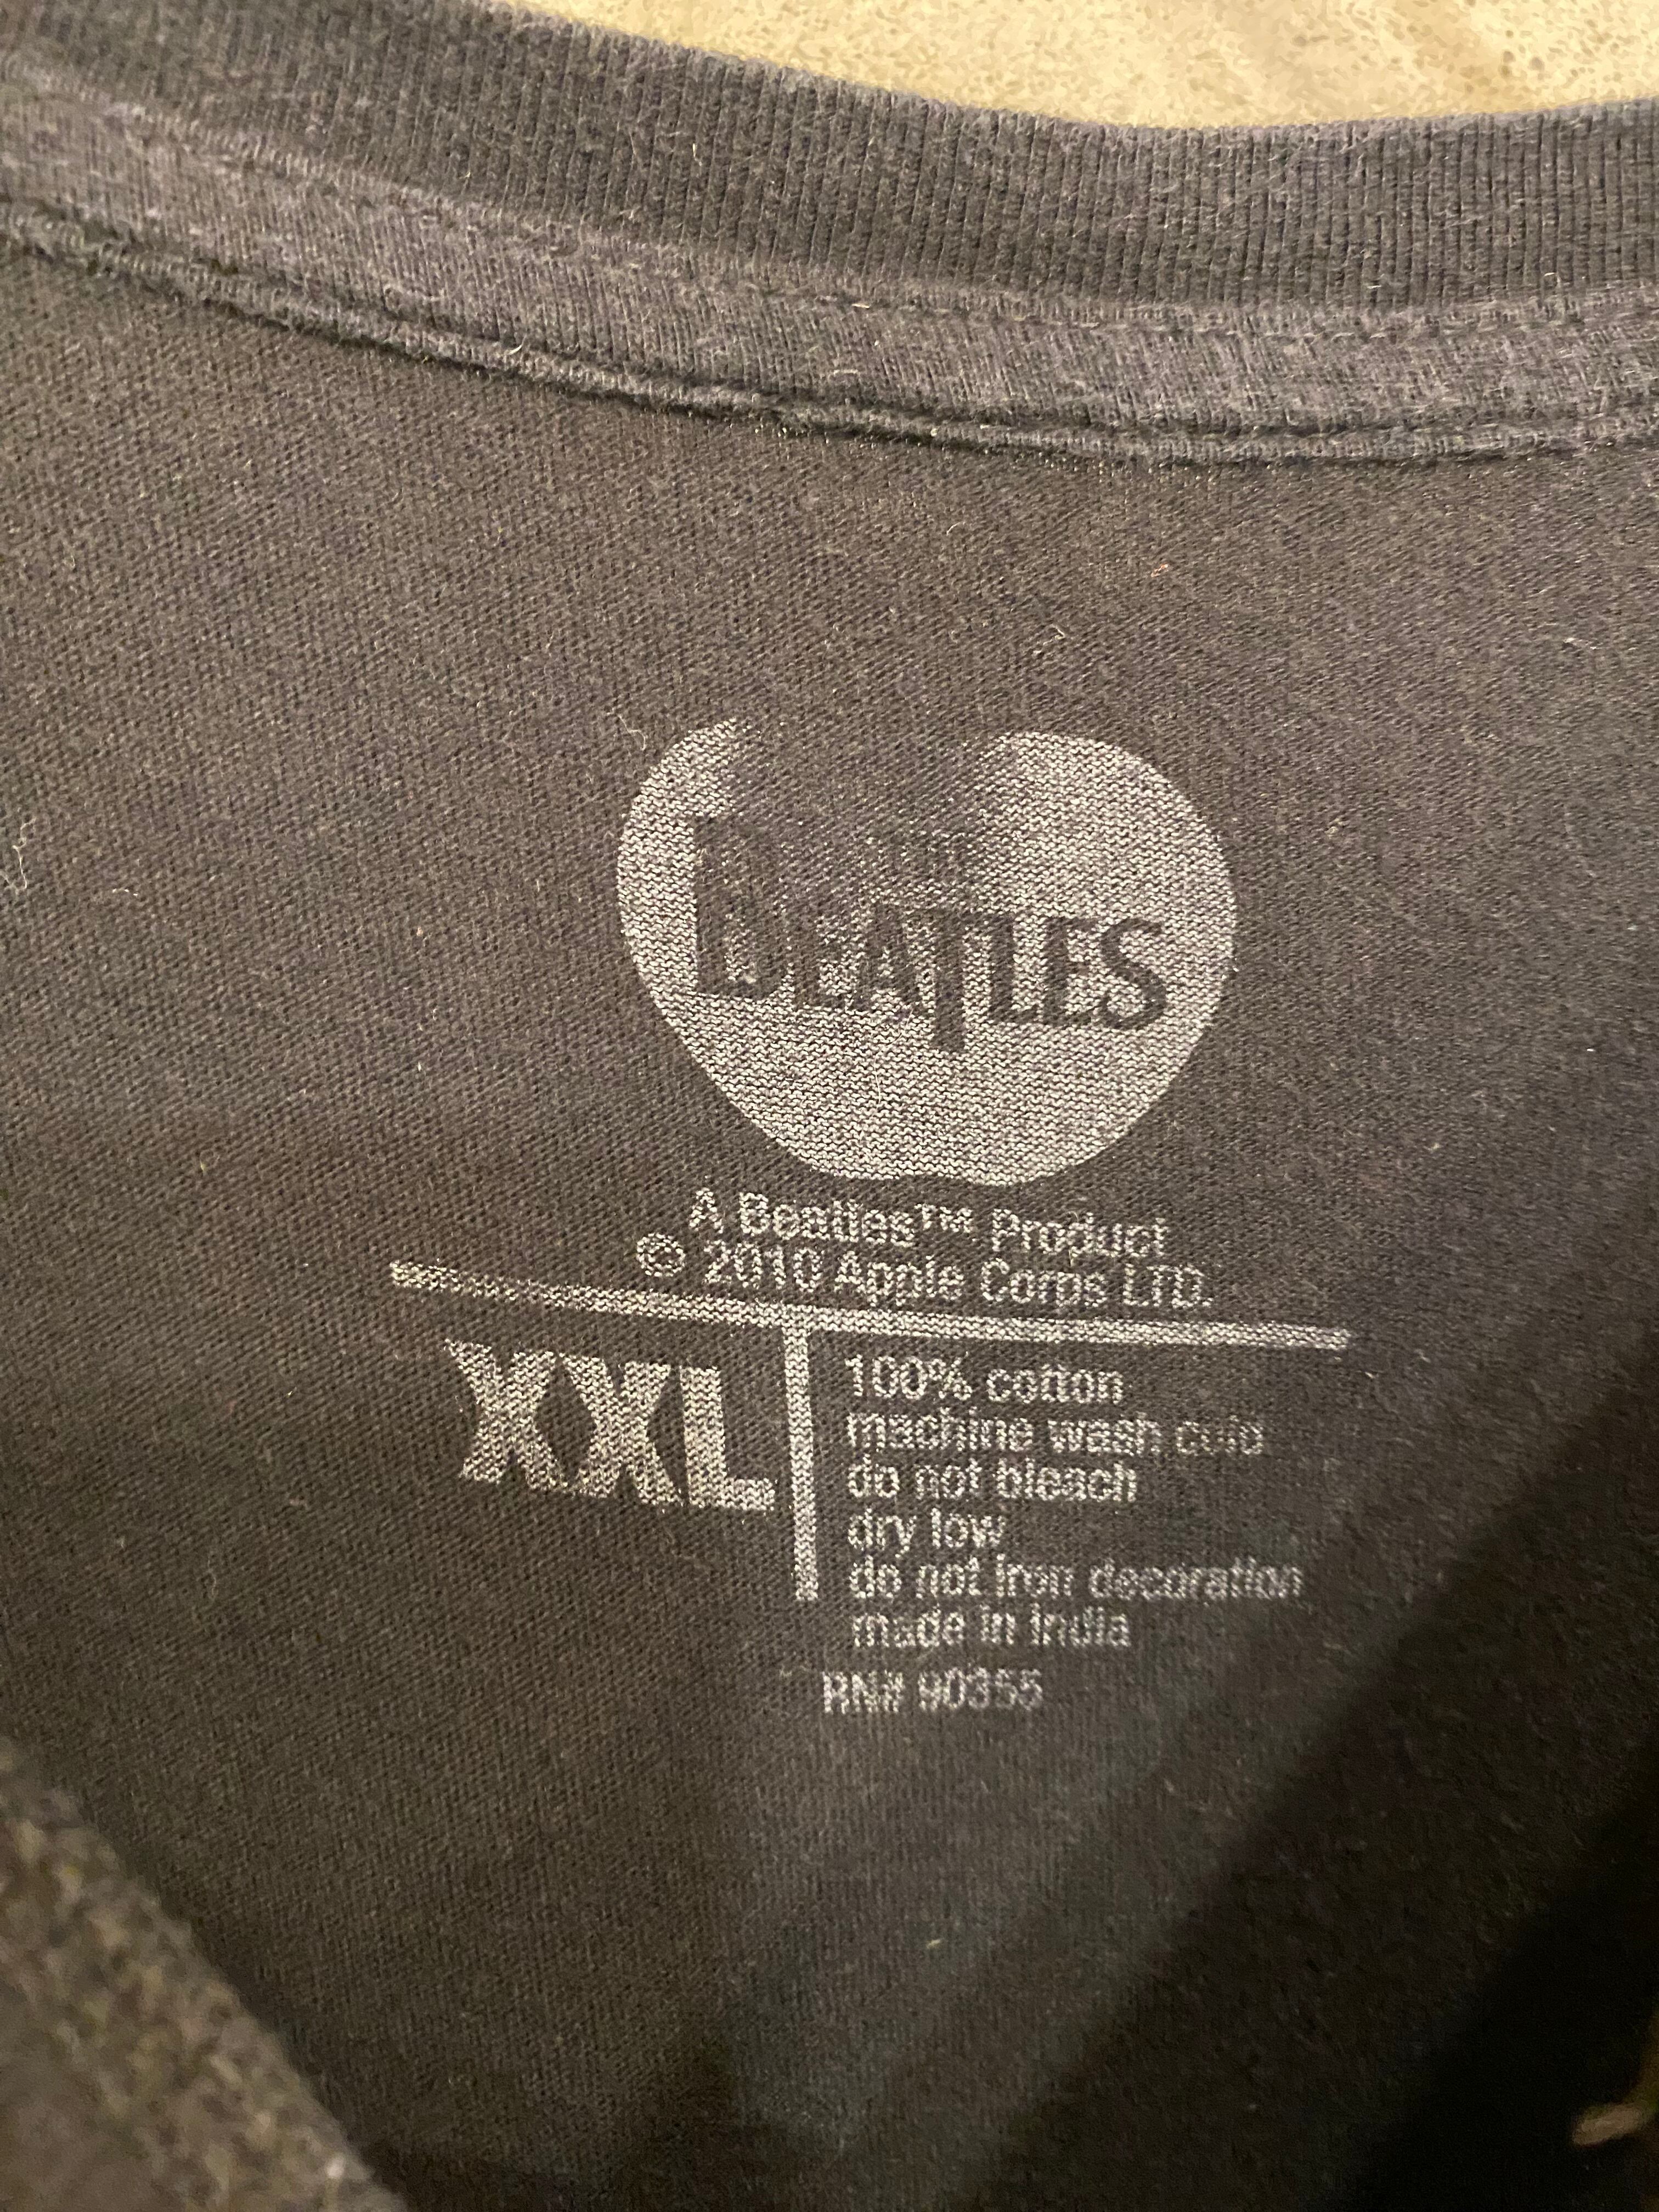 THE
BEATLES
A Beatles™ Product
© 2010 Apple Corps LTD.
XXL
100% cotton
machine wash cold
do not bleach
dry low
do not iron decoration
made in india
RN# 90355